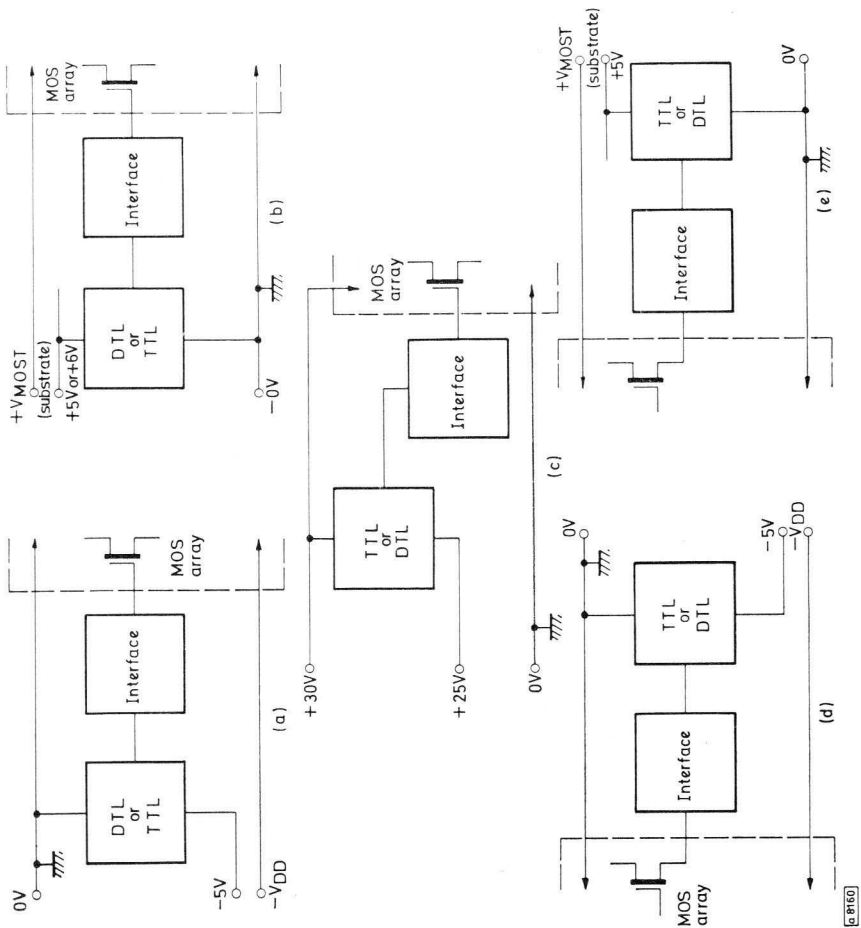 0V
DTL
or
TTL
-5V
-VDD
Interface
MOS
array
(a)
+VMOST
(substrate)
+5V or +6V
DTL
or
TTL
-0V
Interface
MOS
array
(b)
+30V
TTL
or
DTL
+25V
0V
Interface
MOS
array
(c)
MOS
array
Interface
TTL
or
DTL
0V
-5V
-VDD
(d)
Interface
TTL
or
DTL
+VMOST
(substrate)
+5V
0V
(e)
a 8160